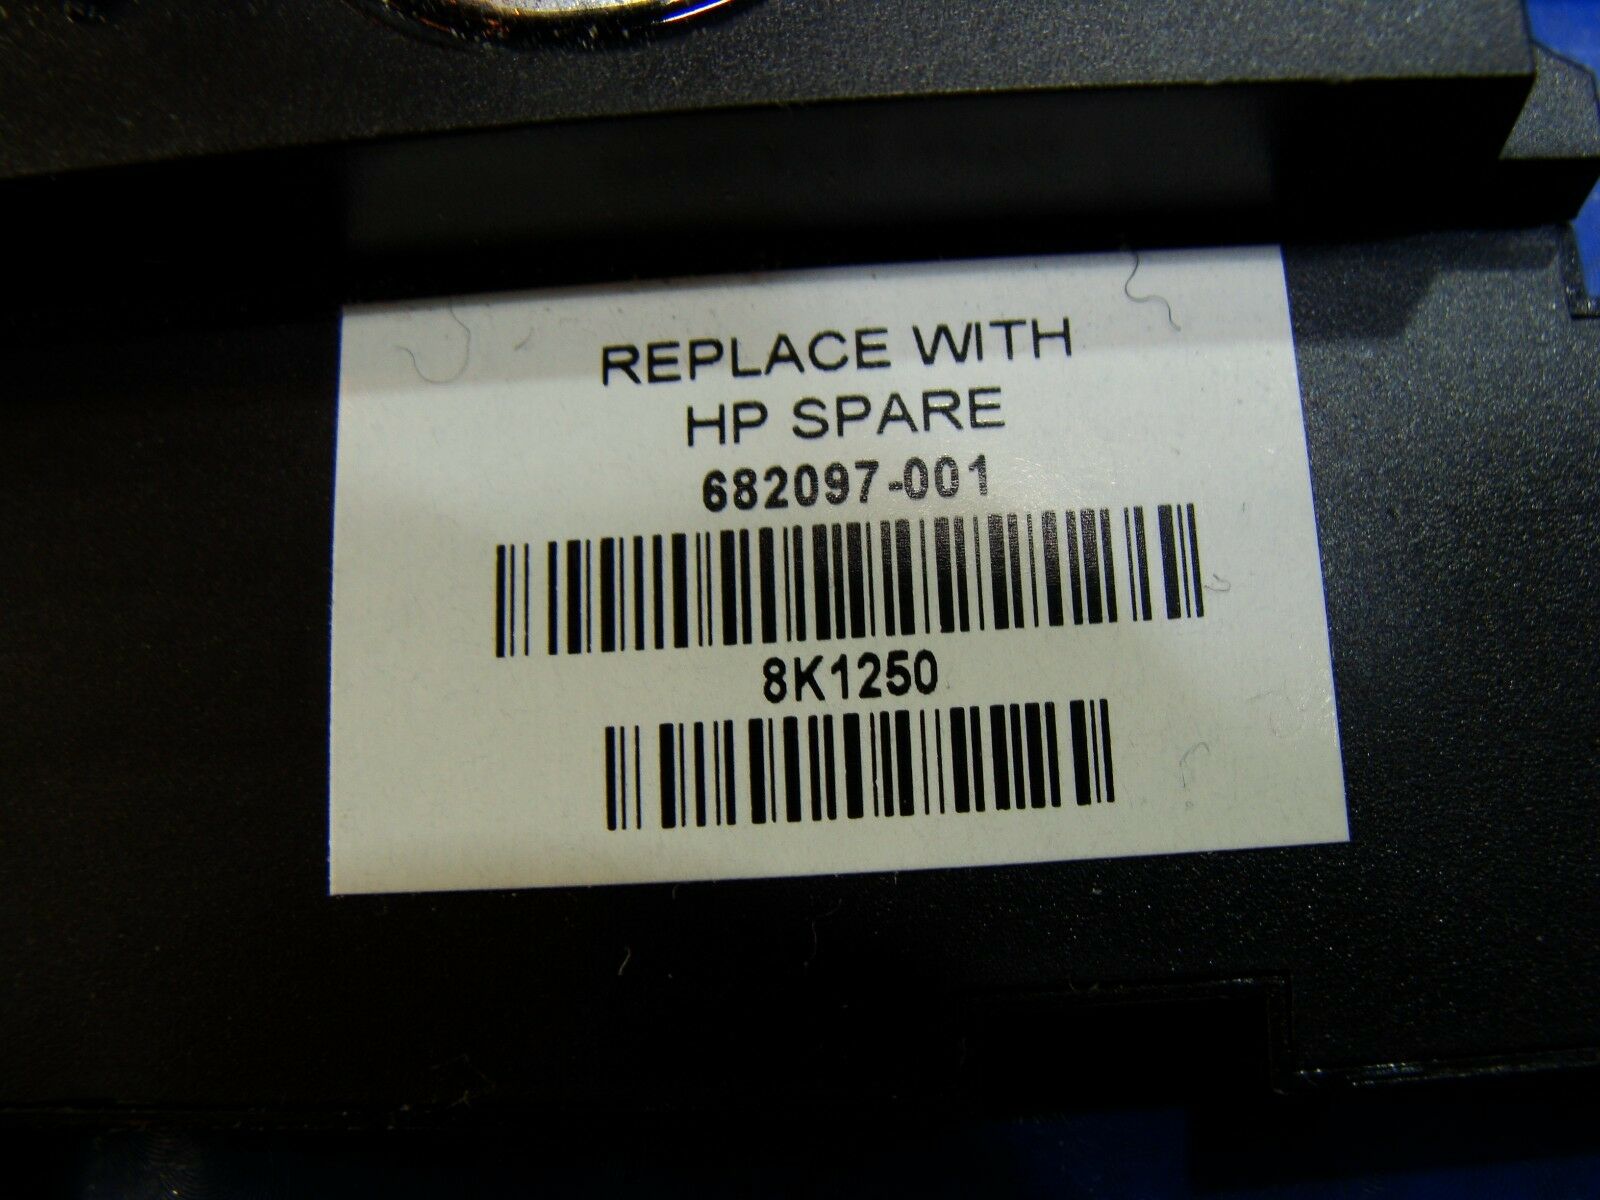 REPLACE WITH
HP SPARE
682097-001
8K1250